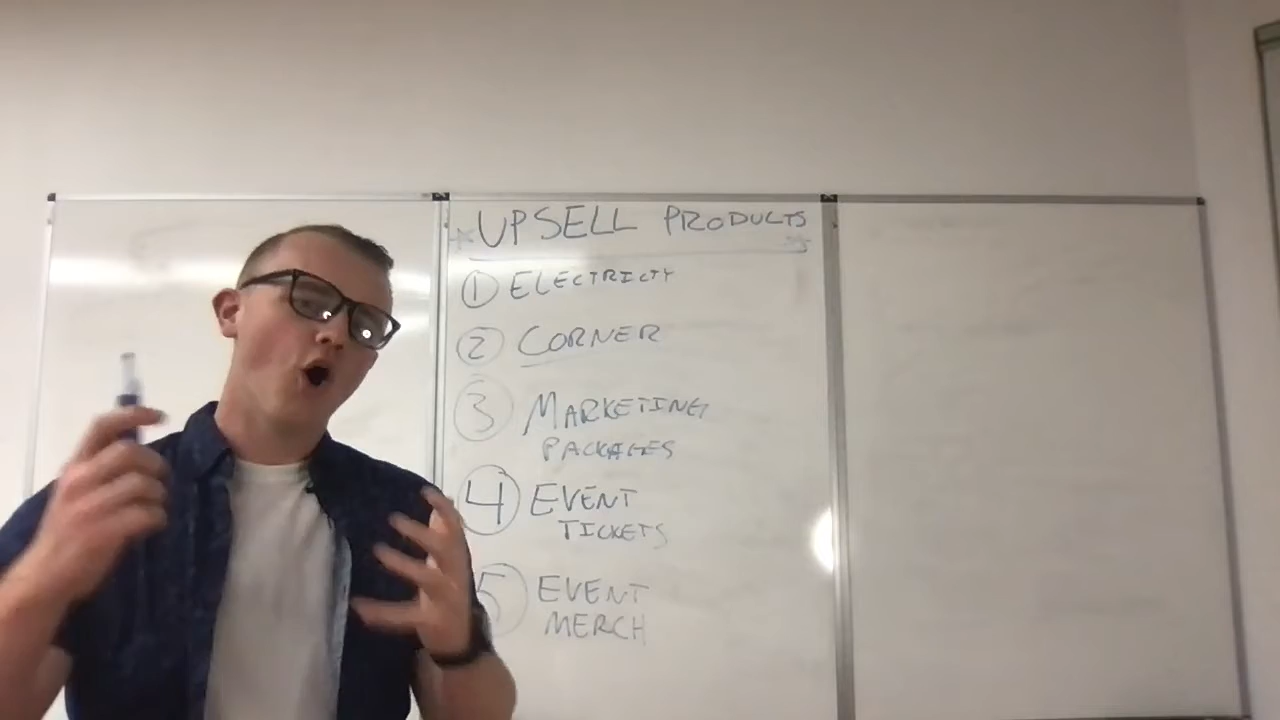 UPSELL PRODUCTS
1 ELECTRICTY
2 CORNER
3 MARKETING
PACKAGES
4 EVENT
TICKETS
5 EVENT
MERCH